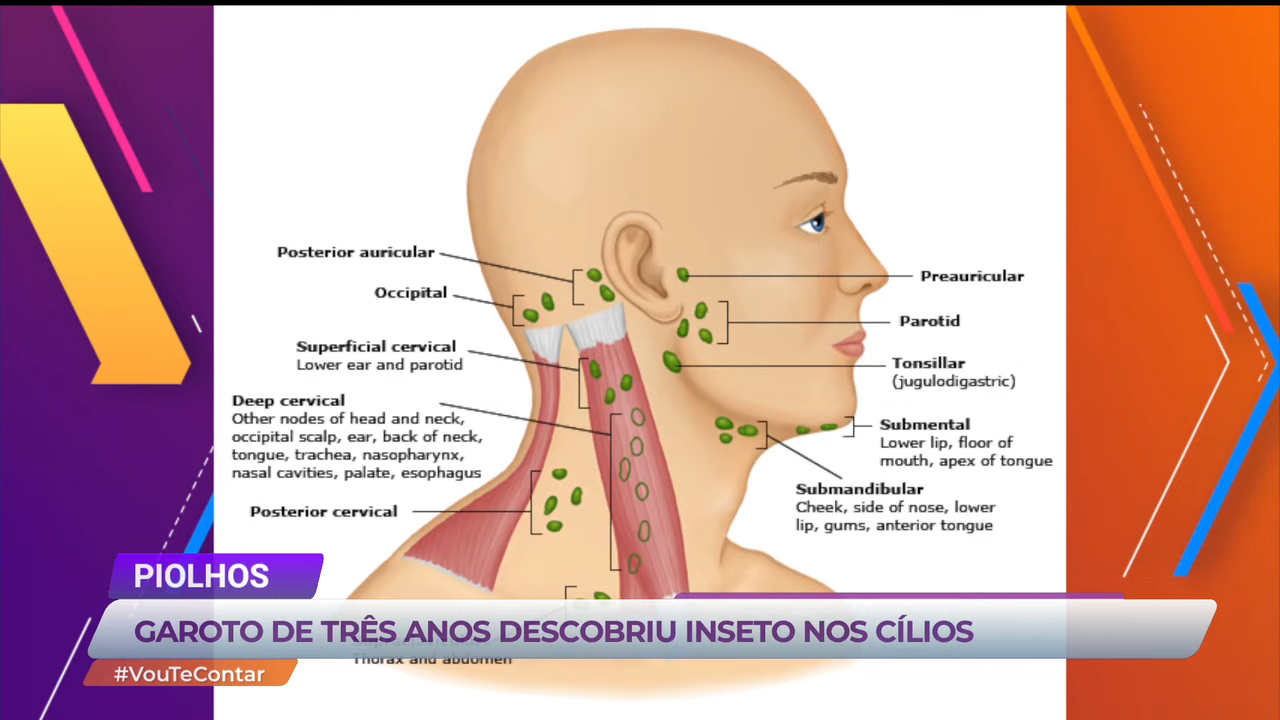 Posterior auricular
Occipital
Superficial cervical
Lower ear and parotid
Deep cervical
Other nodes of head and neck,
occipital scalp, ear, back of neck,
tongue, trachea, nasopharynx,
nasal cavities, palate, esophagus
Posterior cervical
Preauricular
Parotid
Tonsillar
(jugulodigastric)
Submental
Lower lip, floor of
mouth, apex of tongue
Submandibular
Cheek, side of nose, lower
lip, gums, anterior tongue
PIOLHOS
GAROTO DE TRÊS ANOS DESCOBRIU INSETO NOS CÍLIOS
Thorax and abdomen
#VouTeContar